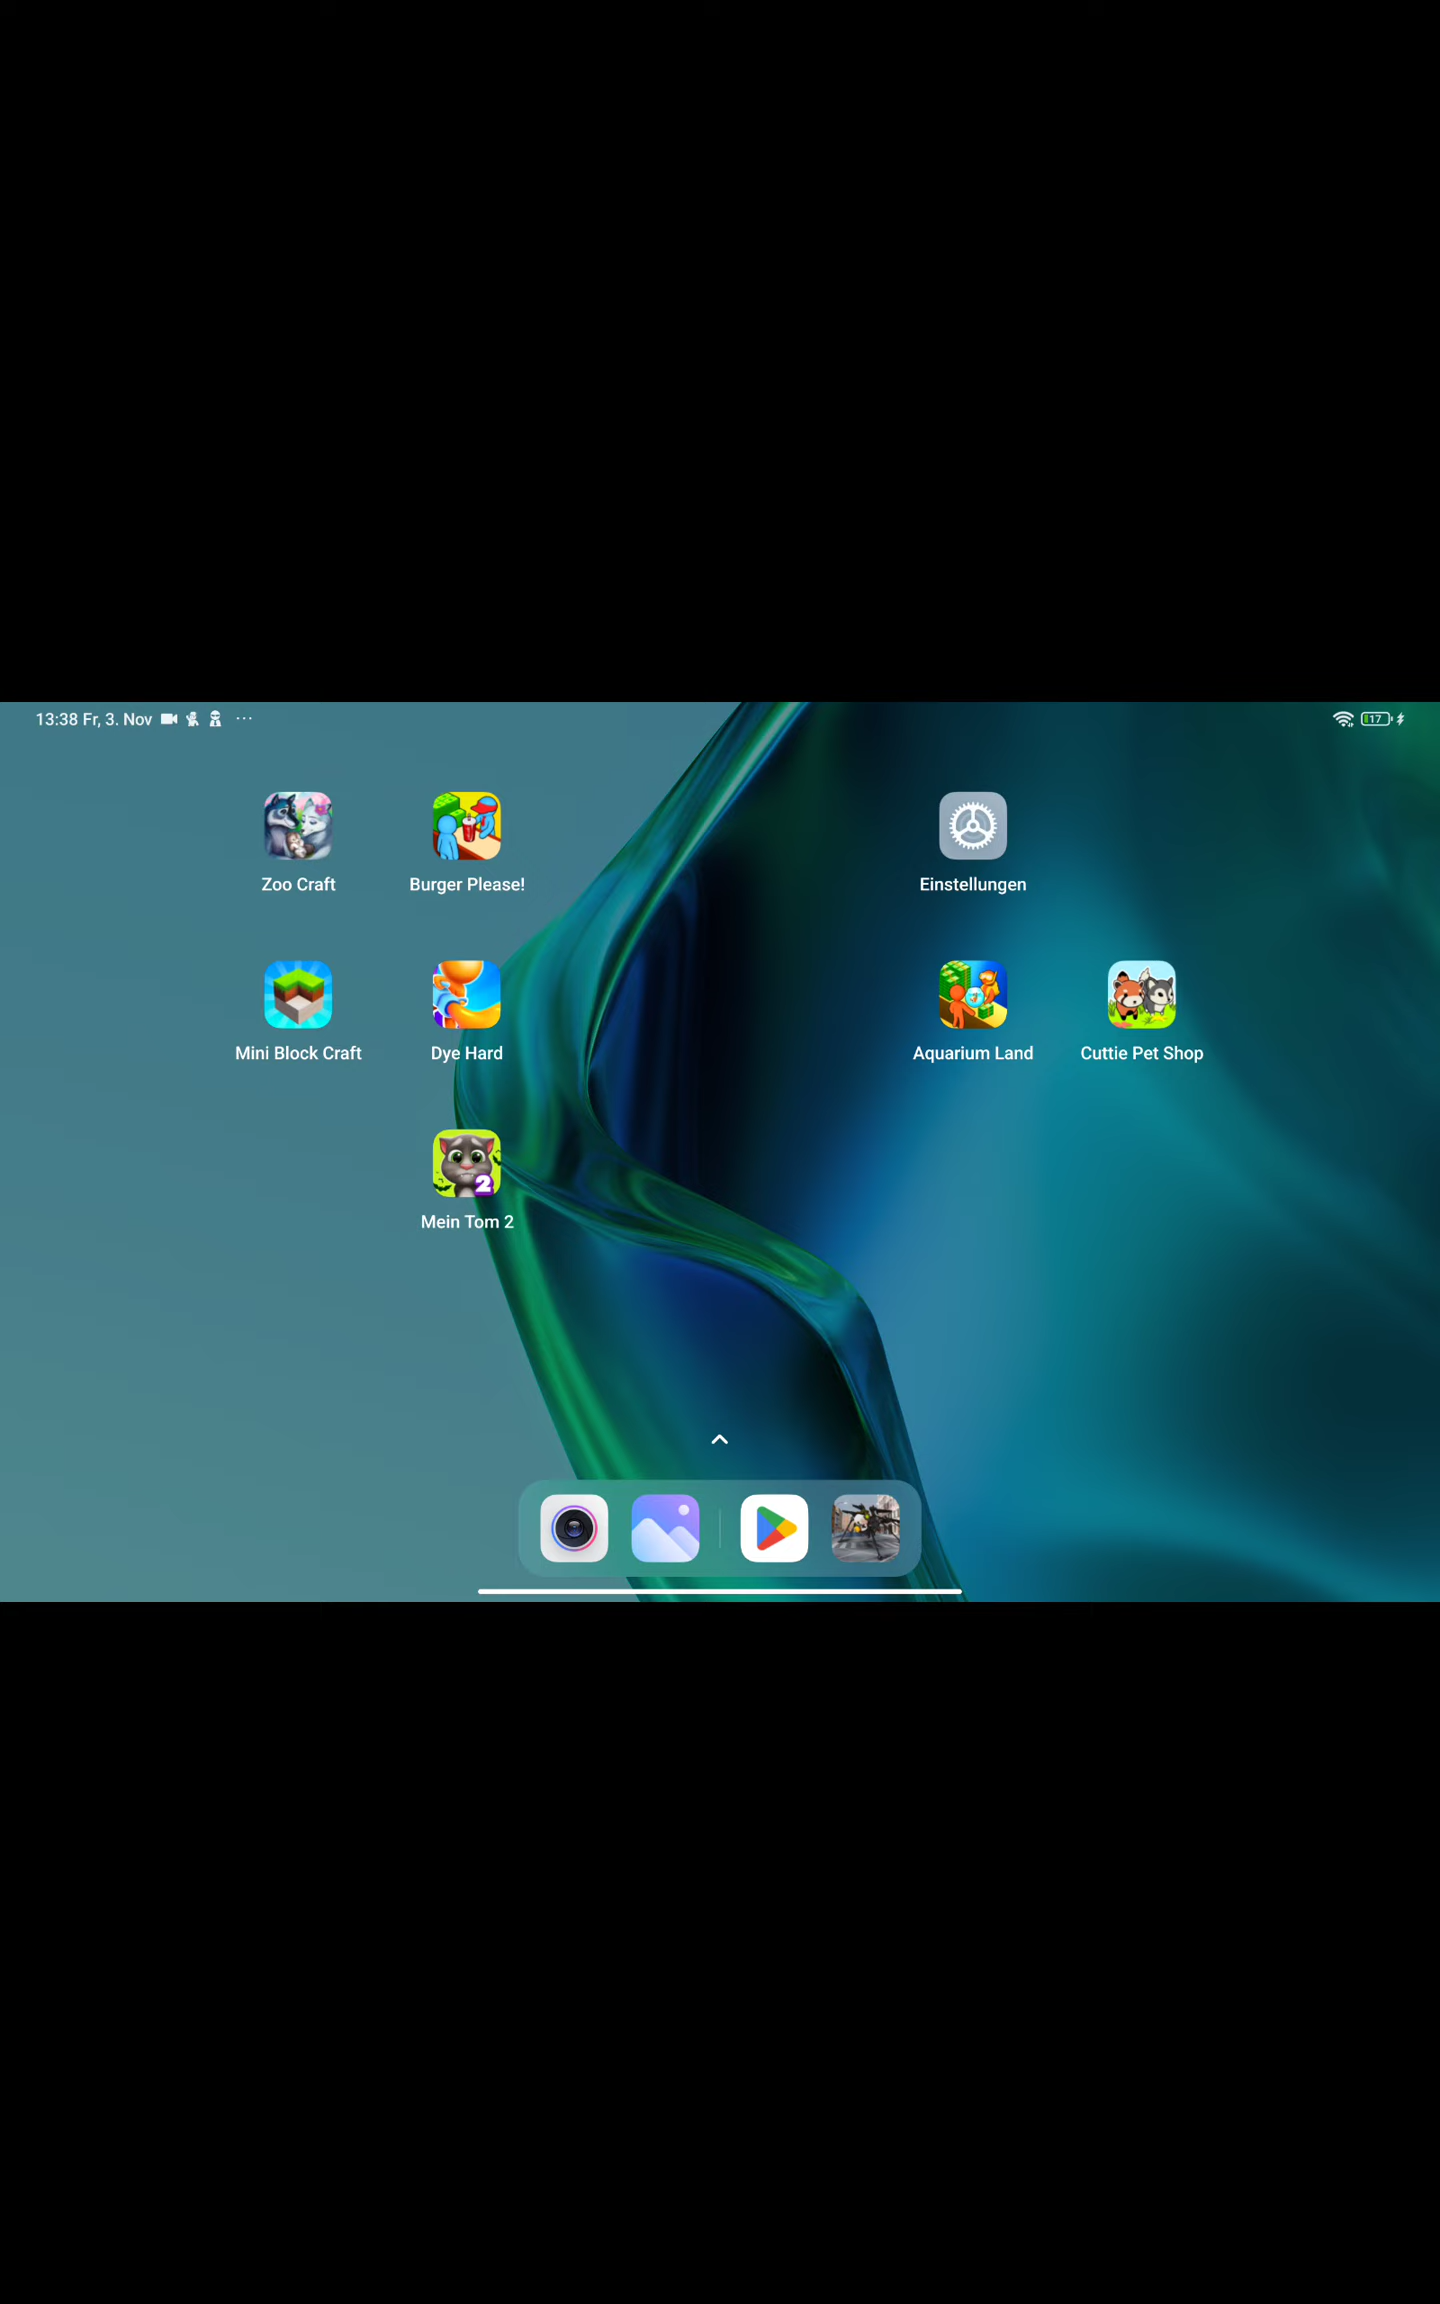 13:38 Fr, 3. Nov
17
Zoo Craft
Burger Please!
Einstellungen
Mini Block Craft
Dye Hard
Aquarium Land
Cuttie Pet Shop
2
Mein Tom 2